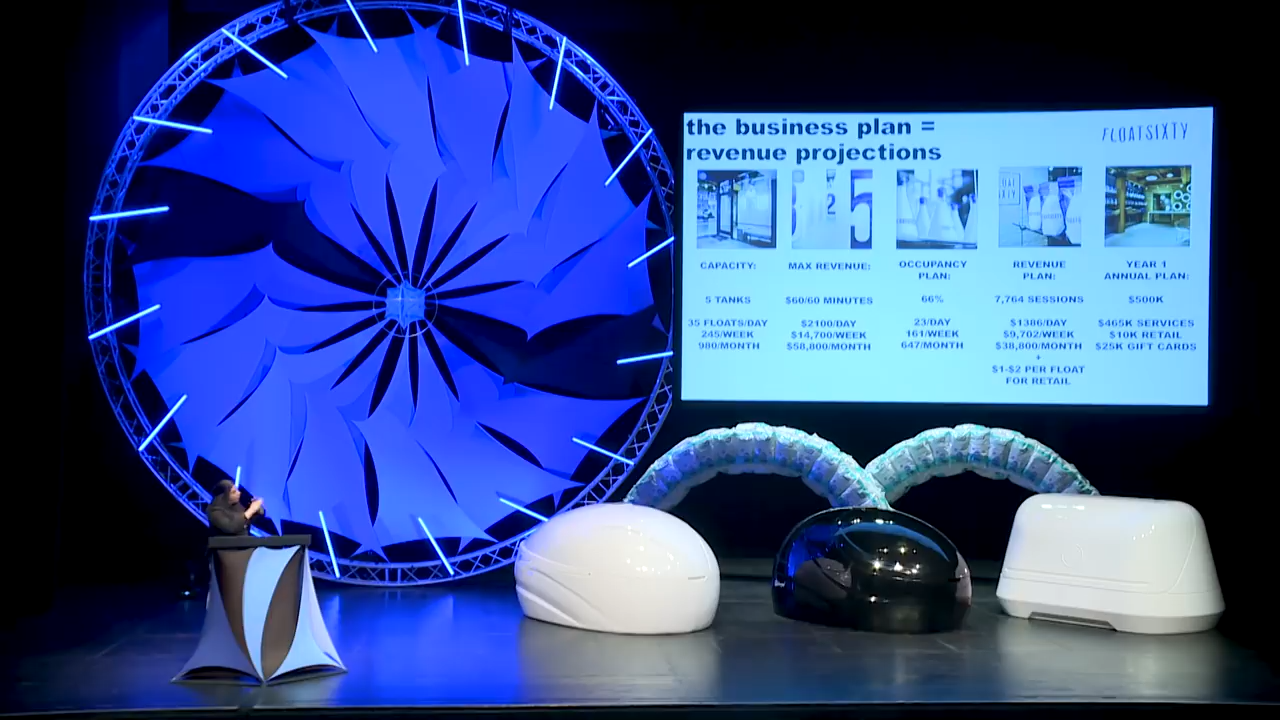 the business plan =
revenue projections
FLOATSIXTY
CAPACITY:
5 TANKS
35 FLOATS/DAY
245/WEEK
980/MONTH
MAX REVENUE:
$60/60 MINUTES
$2100/DAY
$14,700/WEEK
$58,800/MONTH
OCCUPANCY
PLAN:
66%
23/DAY
161/WEEK
647/MONTH
REVENUE
PLAN:
7,764 SESSIONS
$1386/DAY
$9,702/WEEK
$38,800/MONTH
+
$1-$2 PER FLOAT
FOR RETAIL
YEAR 1
ANNUAL PLAN:
$500K
$465K SERVICES
$10K RETAIL
$25K GIFT CARDS